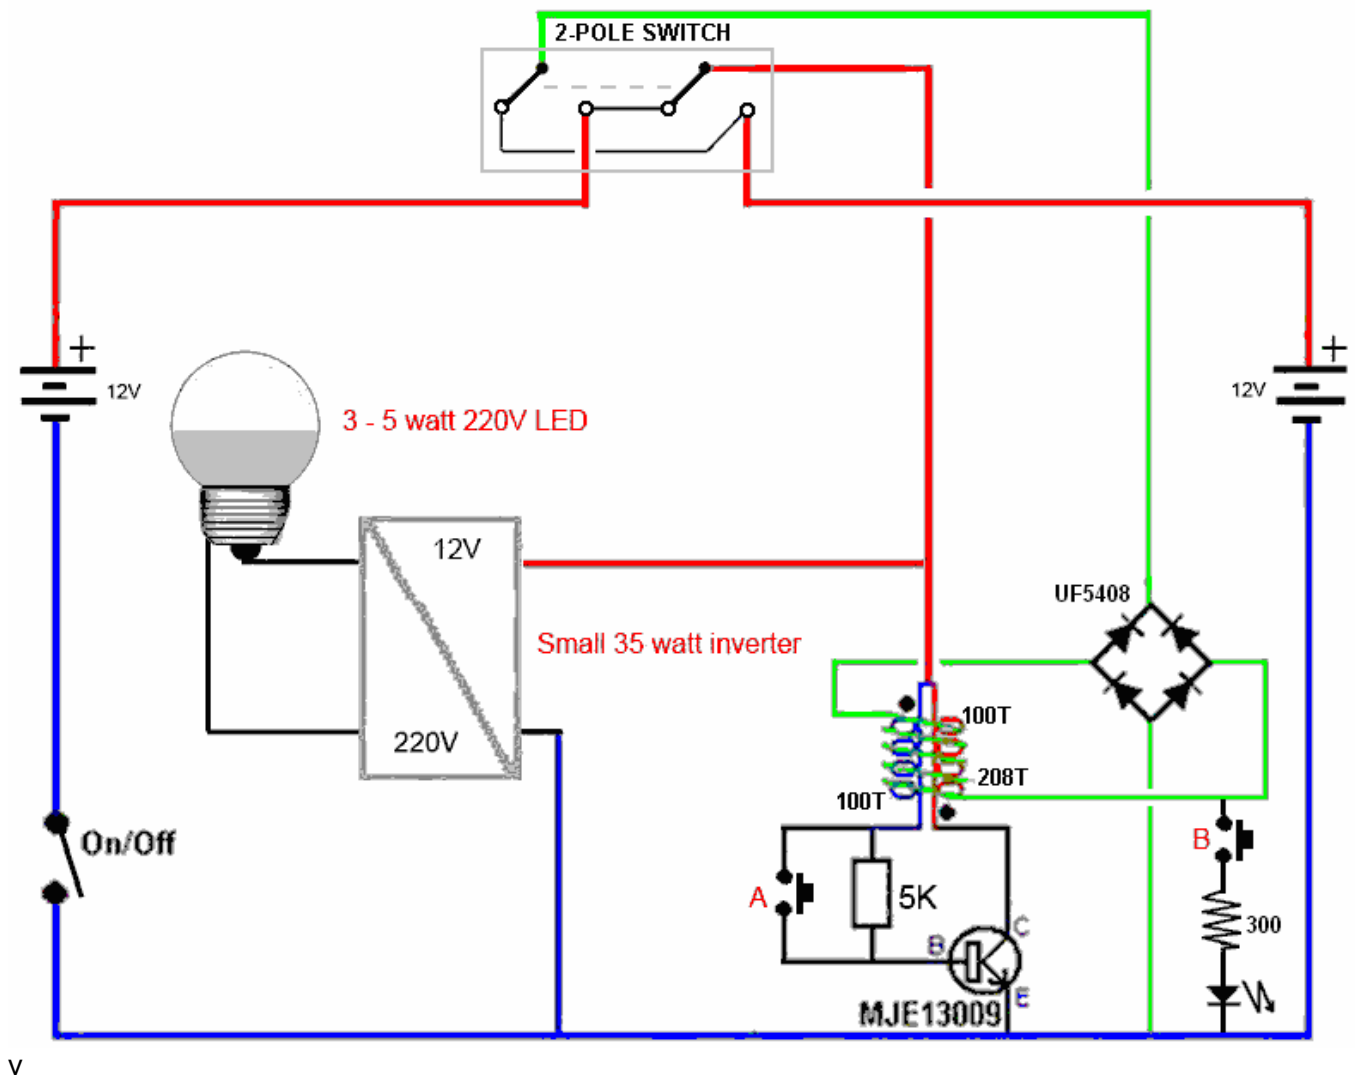 2-POLE SWITCH
+
12V
+
12V
3 - 5 watt 220V LED
12V
220V
Small 35 watt inverter
UF5408
100T
208T
100T
On/Off
A
5K
B
C
E
MJE13009
B
300
v